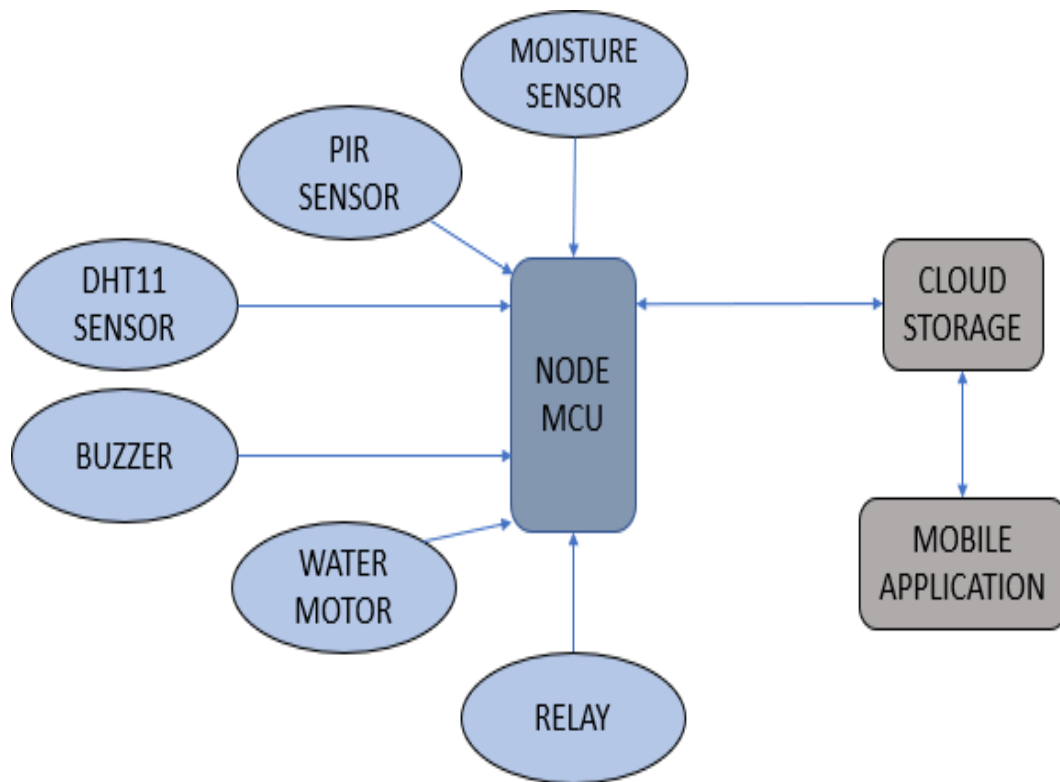 MOISTURE
SENSOR
PIR
SENSOR
DHT11
SENSOR
BUZZER
WATER
MOTOR
RELAY
NODE
MCU
CLOUD
STORAGE
MOBILE
APPLICATION